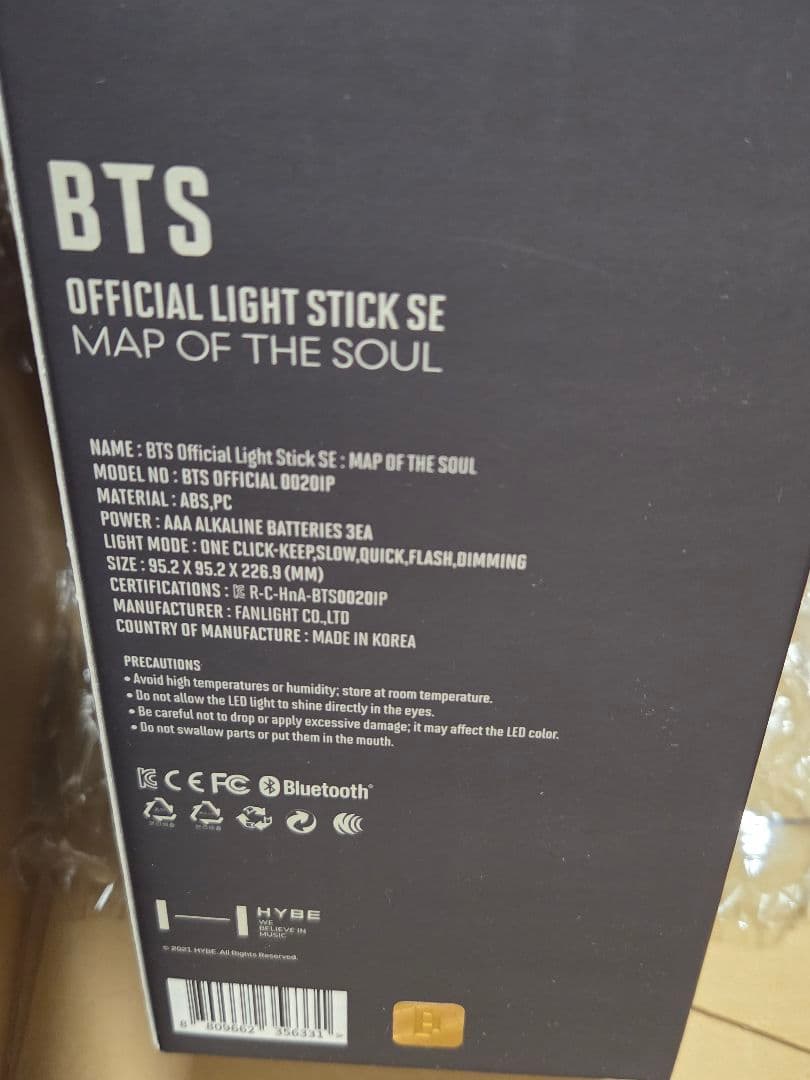 BTS
OFFICIAL LIGHT STICK SE
MAP OF THE SOUL
NAME : BTS Official Light Stick SE : MAP OF THE SOUL
MODEL NO : BTS OFFICIAL 0020IP
MATERIAL : ABS,PC
POWER : AAA ALKALINE BATTERIES 3EA
LIGHT MODE : ONE CLICK-KEEP,SLOW,QUICK,FLASH,DIMMING
SIZE : 95.2 X 95.2 X 226.9 (MM)
CERTIFICATIONS : R-C-HnA-BTS0020IP
MANUFACTURER : FANLIGHT CO.,LTD
COUNTRY OF MANUFACTURE : MADE IN KOREA
PRECAUTIONS
• Avoid high temperatures or humidity; store at room temperature.
• Do not allow the LED light to shine directly in the eyes.
• Be careful not to drop or apply excessive damage; it may affect the LED color.
• Do not swallow parts or put them in the mouth.
CE FC Bluetooth®
HYBE
WE
BELIEVE IN
MUSIC
© 2021 HYBE. All Rights Reserved.
8 809662 356331 >